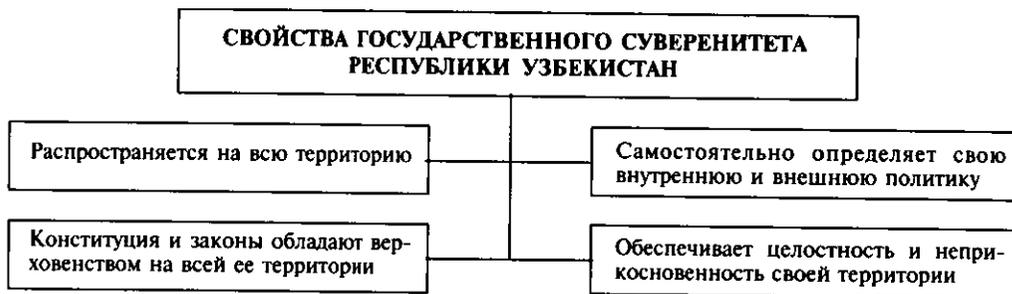 СВОЙСТВА ГОСУДАРСТВЕННОГО СУВЕРЕНИТЕТА
РЕСПУБЛИКИ УЗБЕКИСТАН
Распространяется на всю территорию
Самостоятельно определяет свою
внутреннюю и внешнюю политику
Конституция и законы обладают вер-
ховенством на всей ее территории
Обеспечивает целостность и непри-
косновенность своей территории